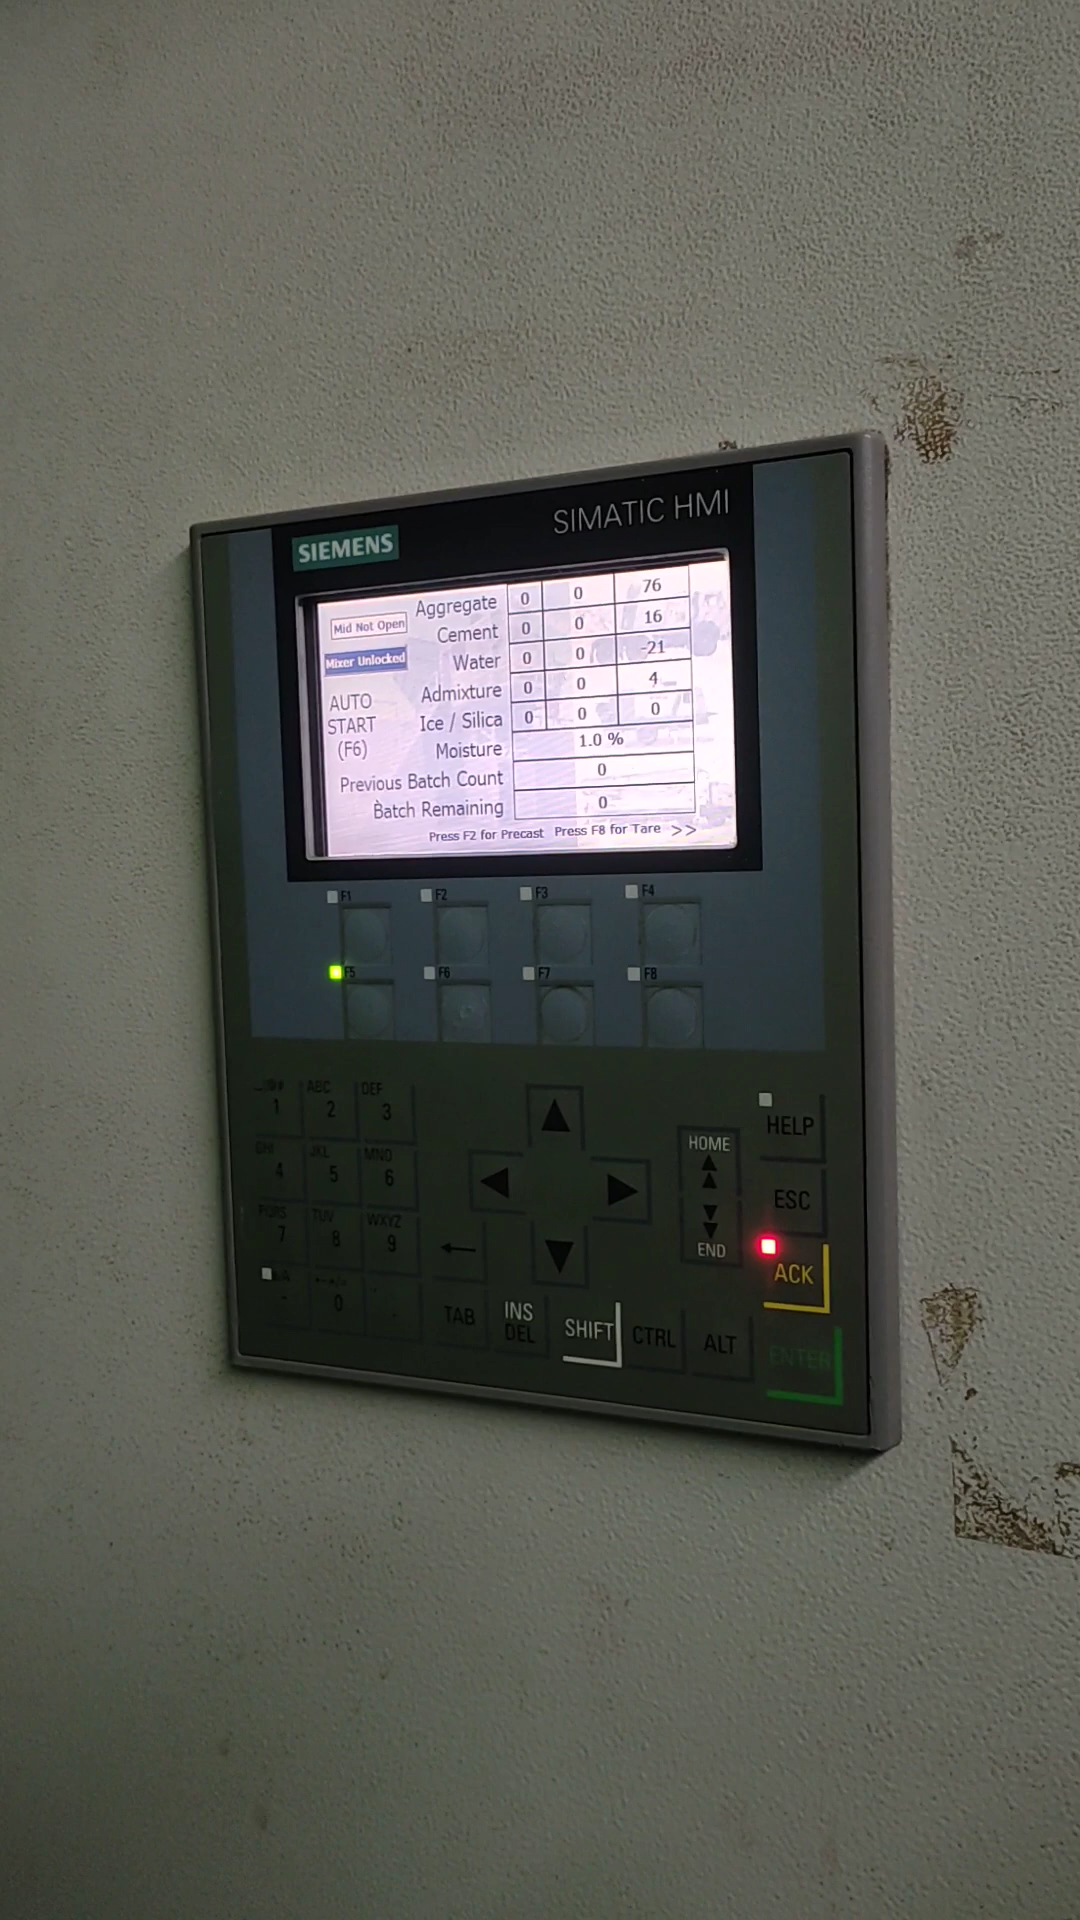 SIEMENS
SIMATIC HMI
Mid Not Open
Mixer Unlocked
AUTO
START
(F6)
Aggregate 0 0 76
Cement 0 0 16
Water 0 0 -21
Admixture 0 0 4
Ice / Silica 0 0 0
Moisture 1.0 %
Previous Batch Count 0
Batch Remaining 0
Press F2 for Precast Press F8 for Tare >>
F1 F2 F3 F4
F5 F6 F7 F8
ABC DEF
1 2 3
GHI JKL MNO
4 5 6
PQRS TUV WXYZ
7 8 9
0
TAB
INS
DEL
SHIFT
CTRL
ALT
HOME
END
HELP
ESC
ACK
ENTER